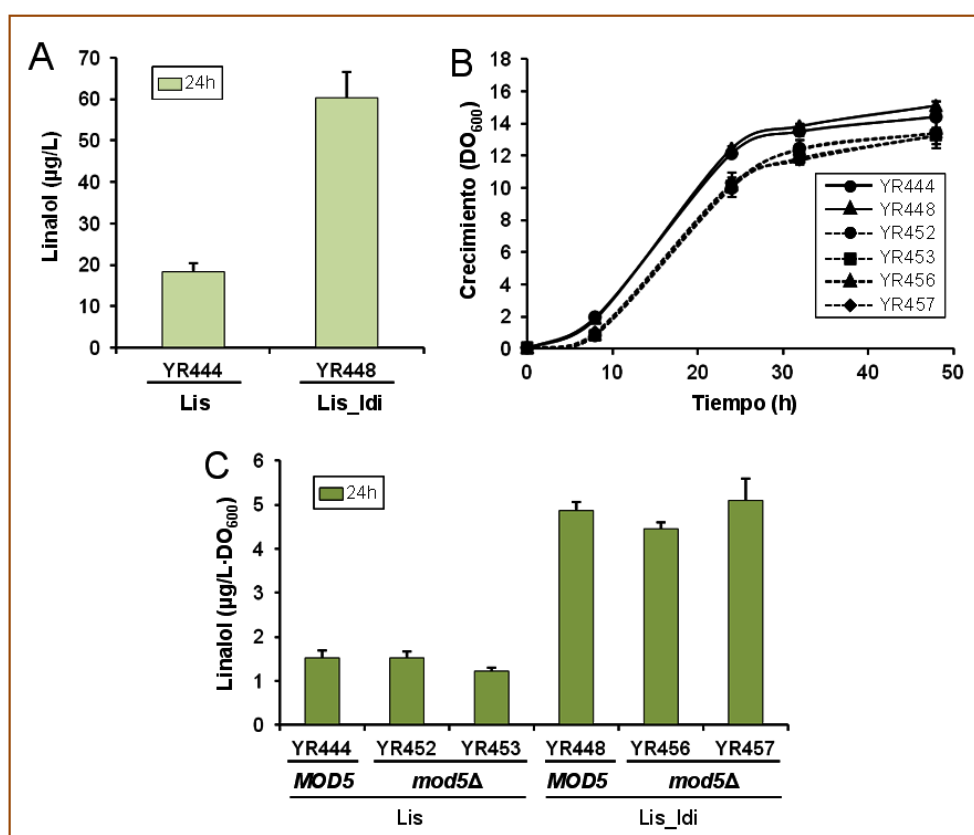 A
Linalol (µg/L)
70
60
50
40
30
20
10
0
24h
YR444 YR448
Lis Lis_Idi
B
Crecimiento (DO600)
16
14
12
10
8
6
4
2
0
0 10 20 30 40 50
Tiempo (h)
YR444
YR448
YR452
YR453
YR456
YR457
C
Linalol (µg/L·DO600)
6
5
4
3
2
1
0
24h
YR444 YR452 YR453 YR448 YR456 YR457
MOD5 mod5Δ MOD5 mod5Δ
Lis Lis_Idi